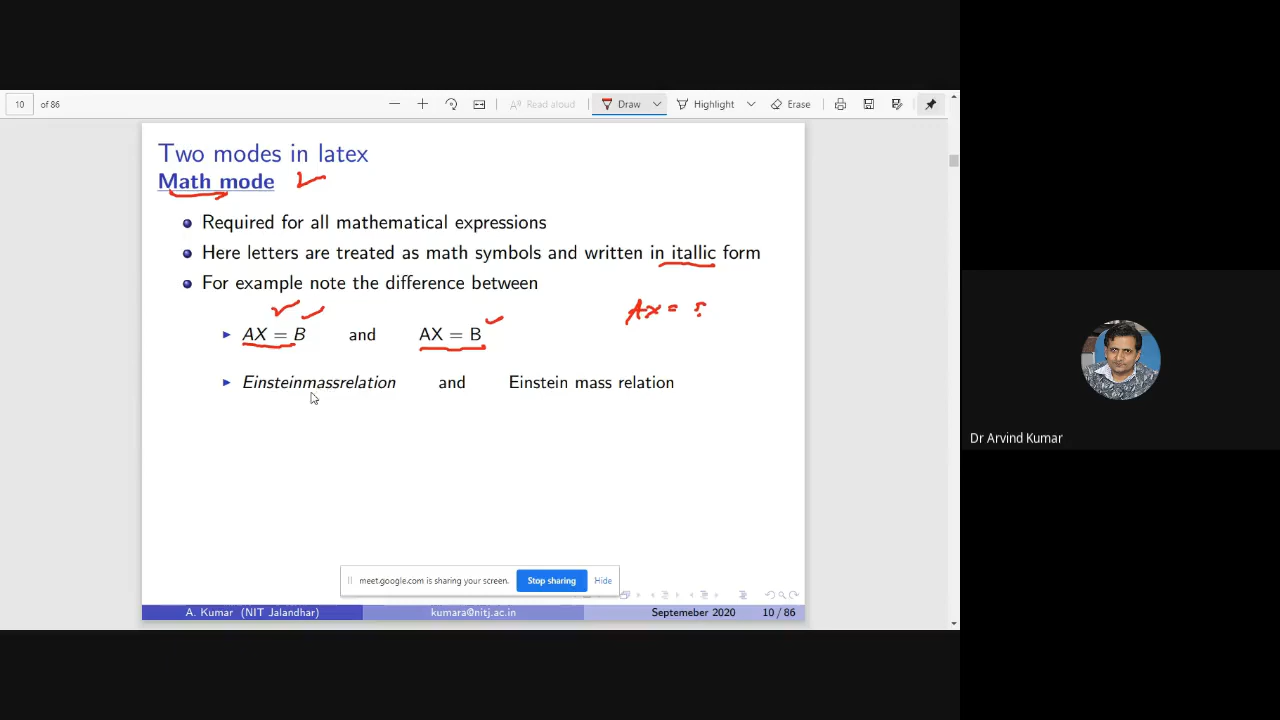 10 of 86 Read aloud Draw Highlight Erase
Two modes in latex
Math mode
Required for all mathematical expressions
Here letters are treated as math symbols and written in itallic form
For example note the difference between
Ax = ?
AX = B and AX = B
Einsteinmassrelation and Einstein mass relation
Dr Arvind Kumar
meet.google.com is sharing your screen. Stop sharing Hide
A. Kumar (NIT Jalandhar) kumara@nitj.ac.in Septemeber 2020 10 / 86